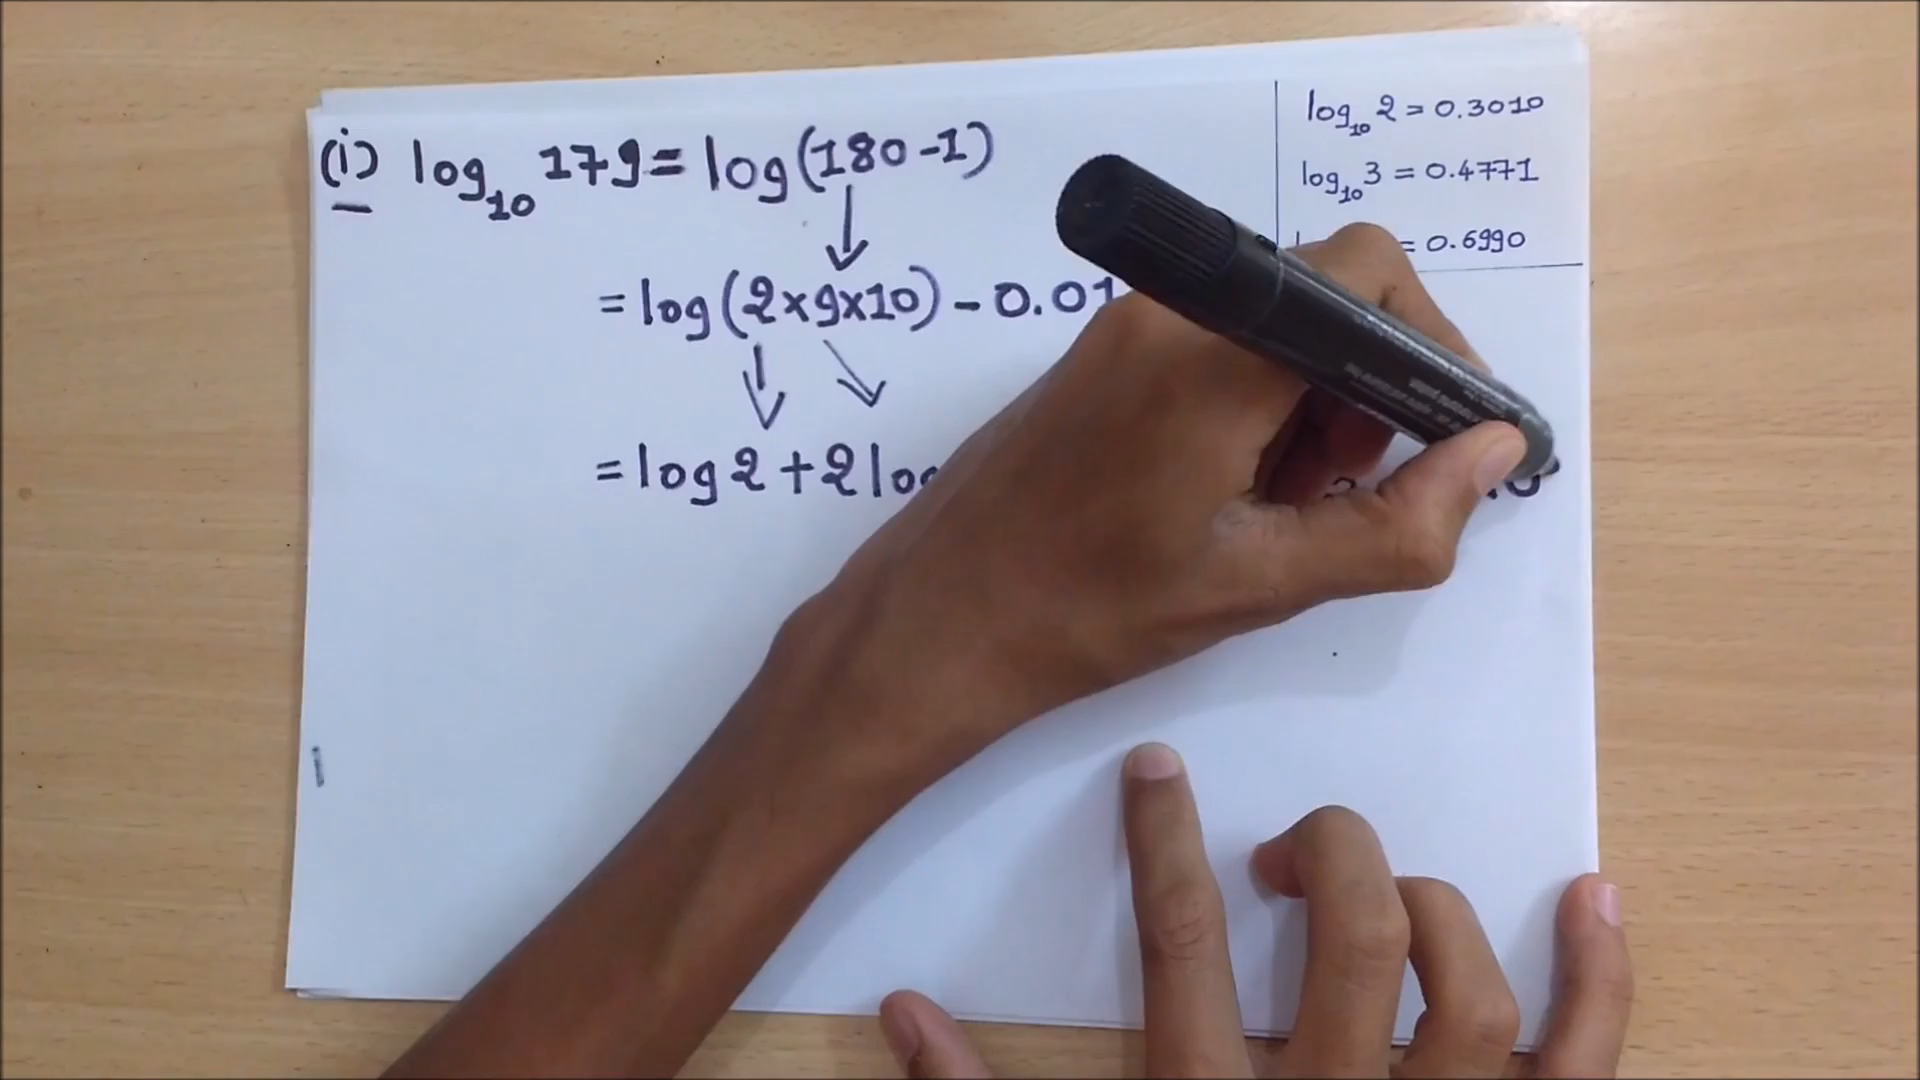 (i) log₁₀ 179 = log(180-1)
= log(2×9×10) - 0.01
= log2 + 2lo
log₁₀ 2 = 0.3010
log₁₀ 3 = 0.4771
= 0.6990